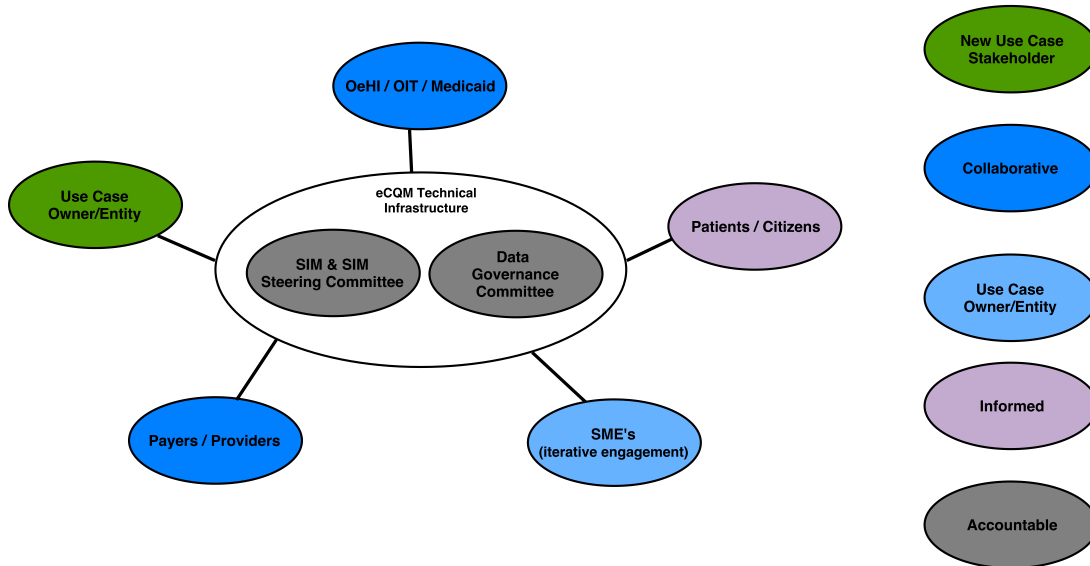 OeHI / OIT / Medicaid
Use Case
Owner/Entity
eCQM Technical
Infrastructure
SIM & SIM
Steering Committee
Data
Governance
Committee
Patients / Citizens
Payers / Providers
SME's
(iterative engagement)
New Use Case
Stakeholder
Collaborative
Use Case
Owner/Entity
Informed
Accountable